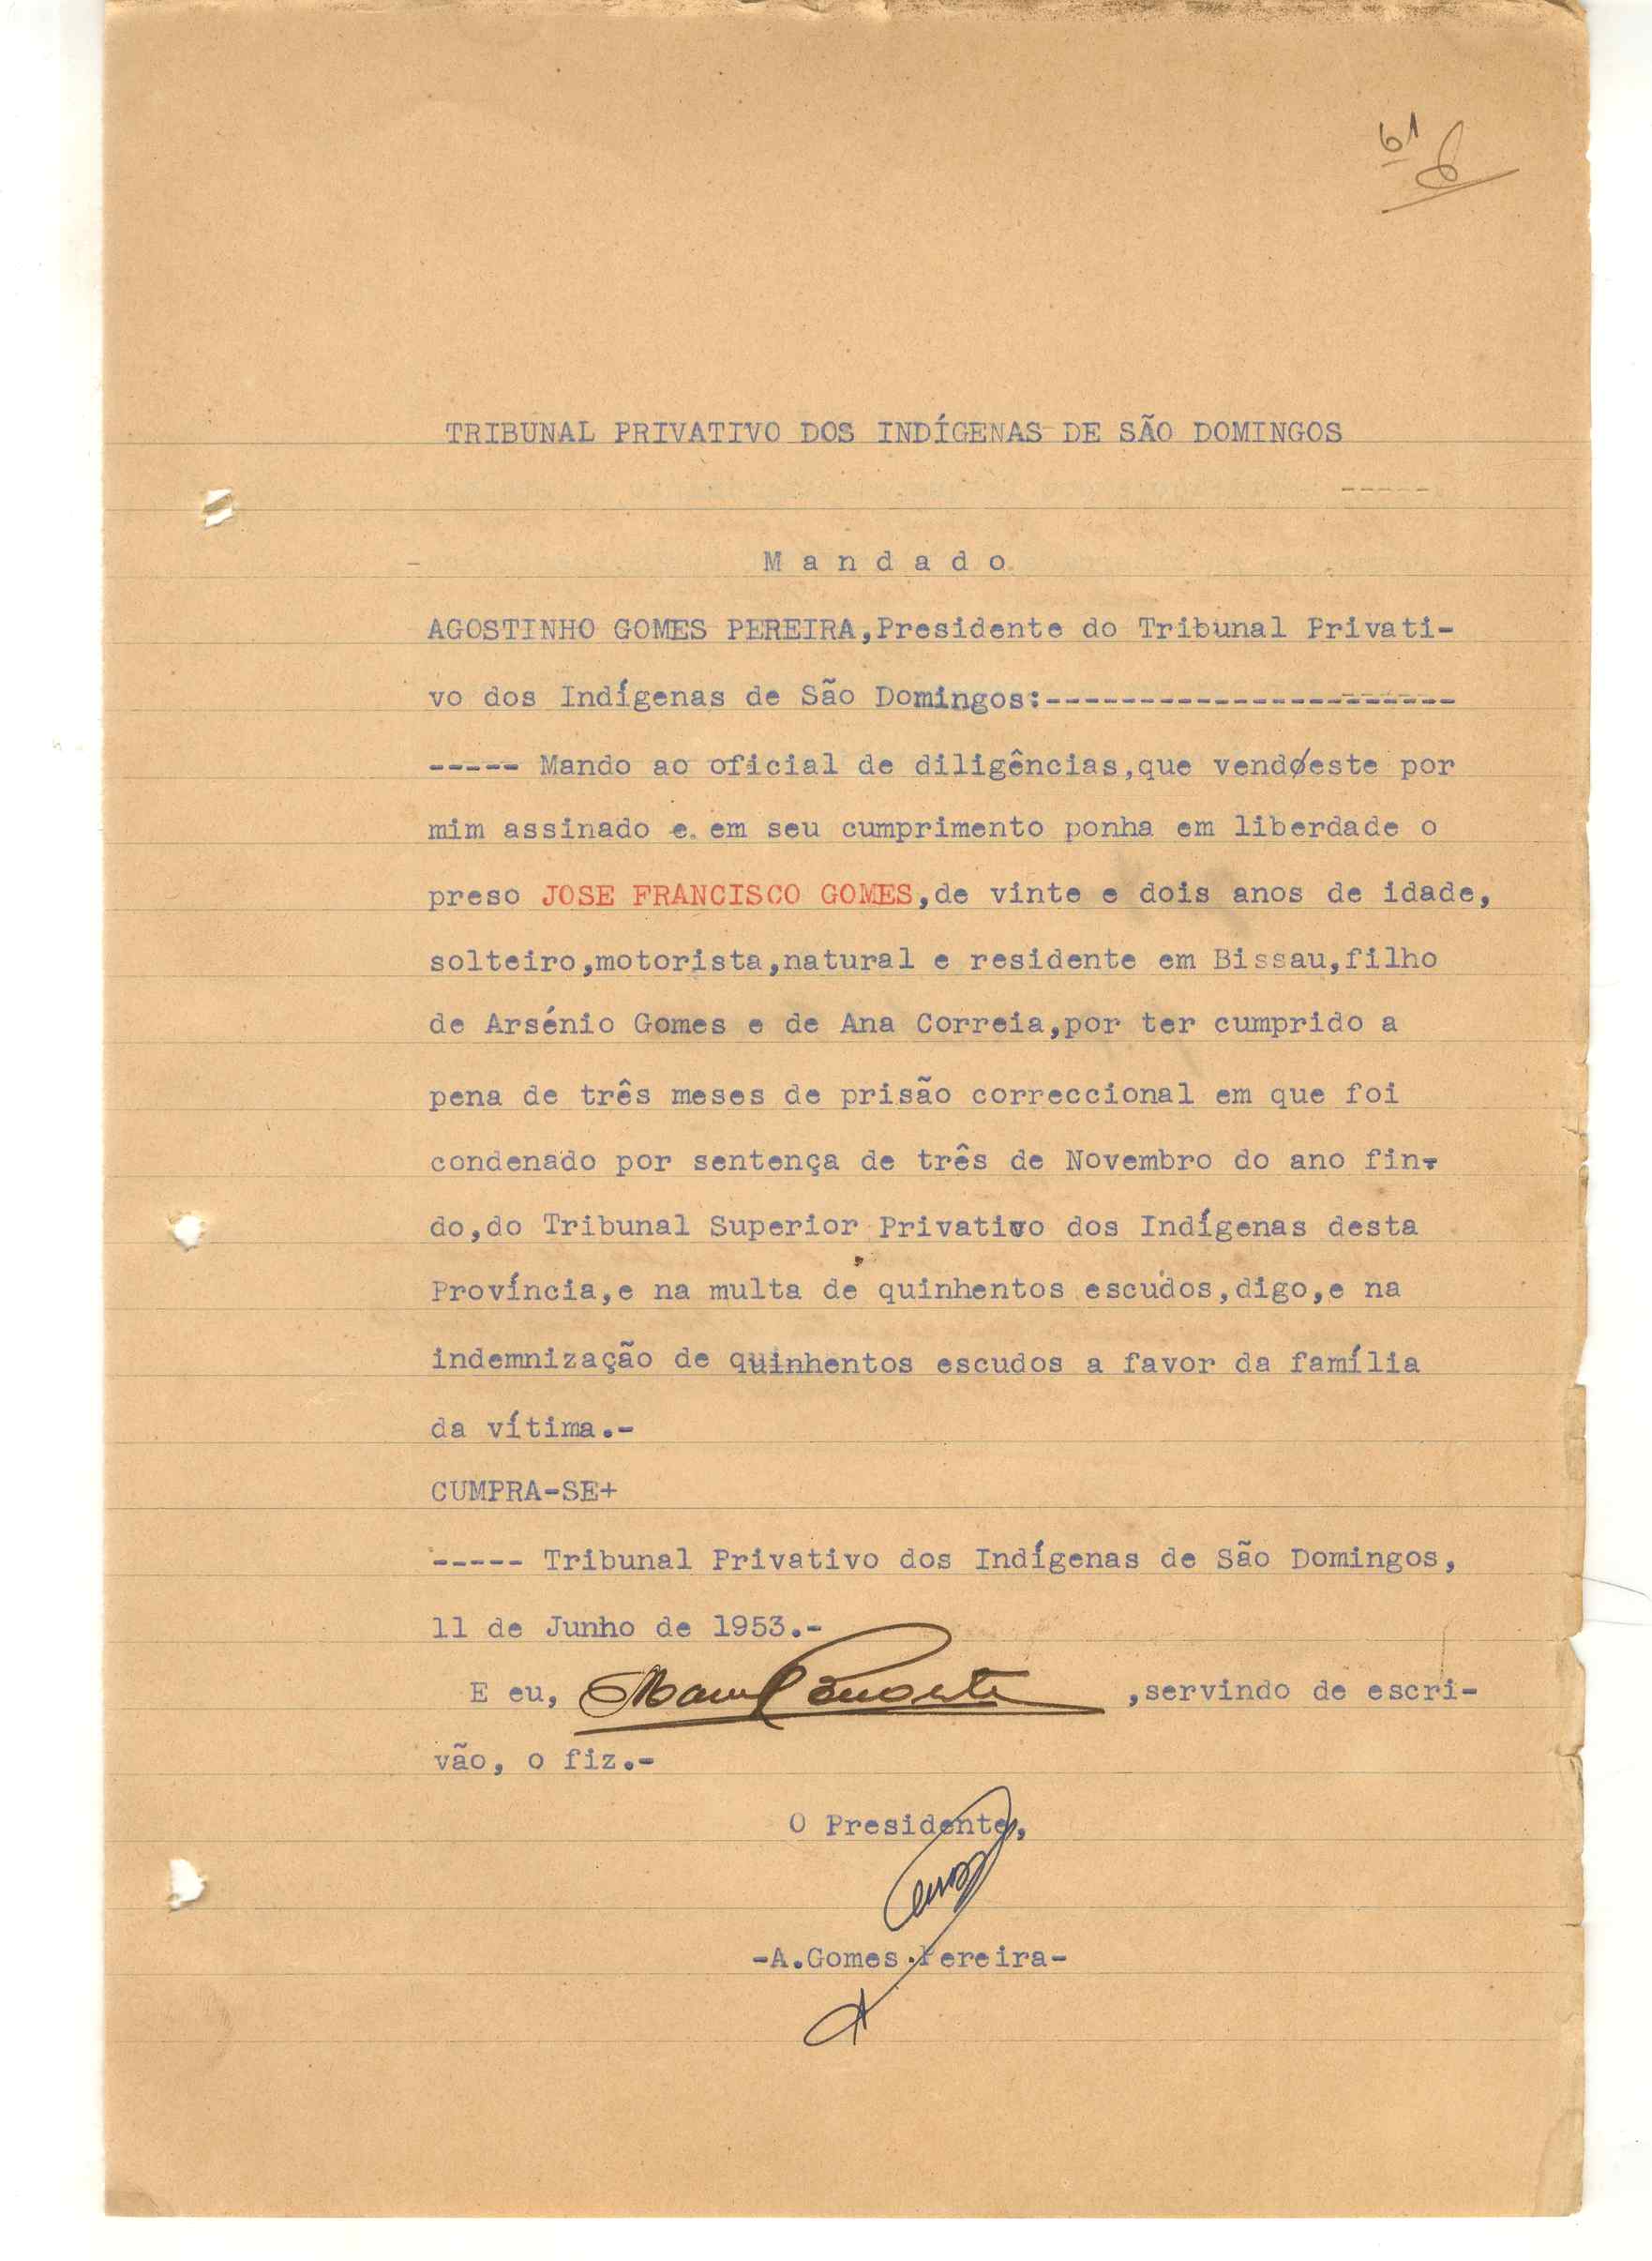 61
TRIBUNAL PRIVATIVO DOS INDÍGENAS DE SÃO DOMINGOS
-----
M a n d a d o
AGOSTINHO GOMES PEREIRA,Presidente do Tribunal Privati-
vo dos Indígenas de São Domingos:----------------------
----- Mando ao oficial de diligências,que vendo este por
mim assinado e em seu cumprimento ponha em liberdade o
preso JOSE FRANCISCO GOMES,de vinte e dois anos de idade,
solteiro,motorista,natural e residente em Bissau,filho
de Arsénio Gomes e de Ana Correia,por ter cumprido a
pena de três meses de prisão correccional em que foi
condenado por sentença de três de Novembro do ano fin-
do,do Tribunal Superior Privativo dos Indígenas desta
Província,e na multa de quinhentos escudos,digo,e na
indemnização de quinhentos escudos a favor da família
da vítima.-
CUMPRA-SE+
----- Tribunal Privativo dos Indígenas de São Domingos,
11 de Junho de 1953.-
E eu, Manuel ,servindo de escri-
vão, o fiz.-
O Presidente,
-A.Gomes Pereira-